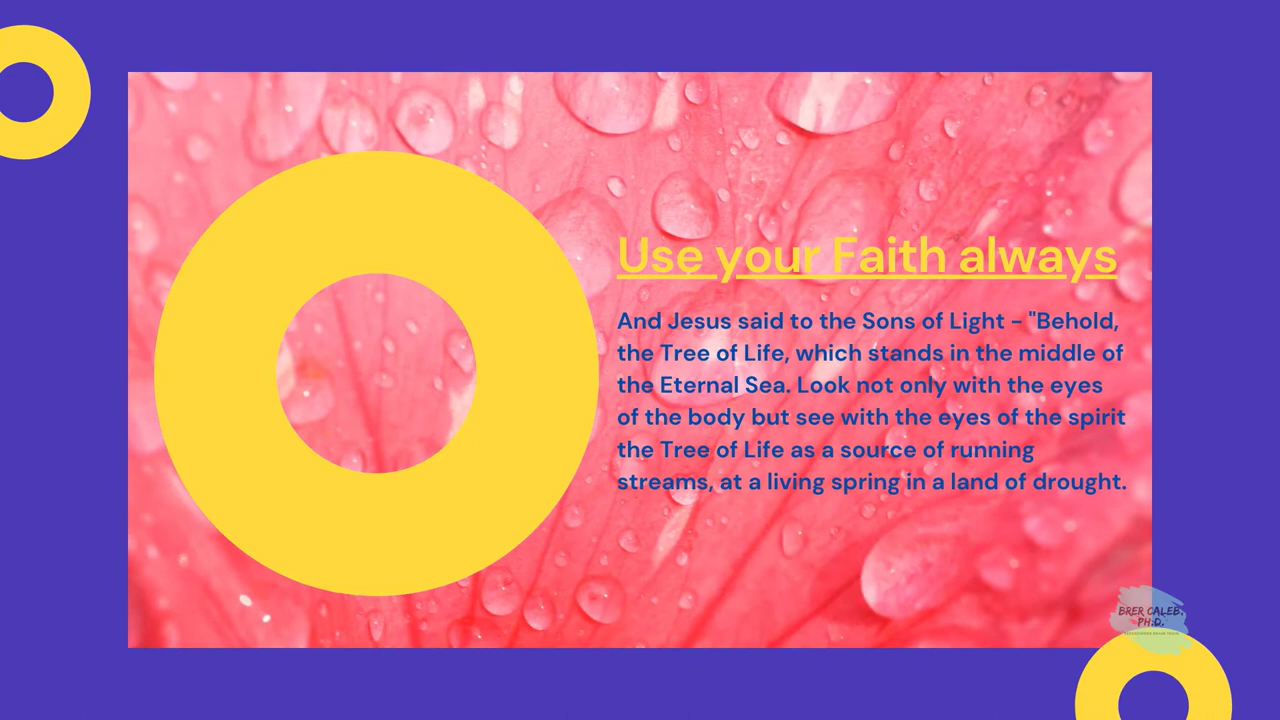 Use your Faith always
And Jesus said to the Sons of Light - "Behold,
the Tree of Life, which stands in the middle of
the Eternal Sea. Look not only with the eyes
of the body but see with the eyes of the spirit
the Tree of Life as a source of running
streams, at a living spring in a land of drought.
BRER CALEB,
PH.D.